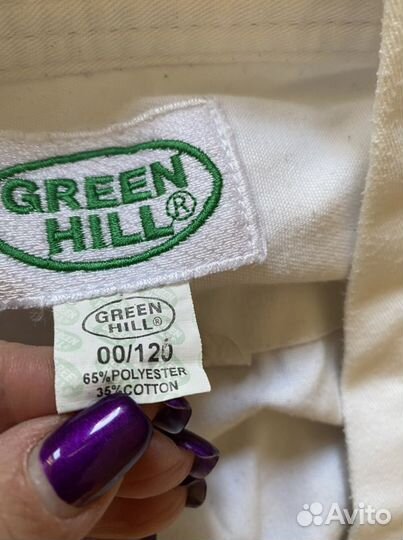 GREEN
HILL®
GREEN
HILL®
00/120
65%POLYESTER
35%COTTON
Avito